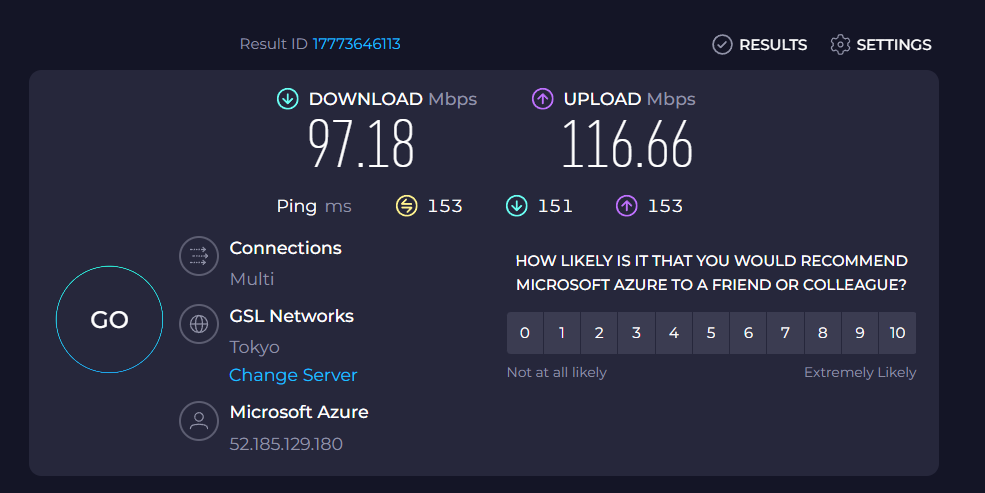 Result ID 17773646113
RESULTS
SETTINGS
DOWNLOAD Mbps
97.18
UPLOAD Mbps
116.66
Ping ms 153 151 153
GO
Connections
Multi
GSL Networks
Tokyo
Change Server
Microsoft Azure
52.185.129.180
HOW LIKELY IS IT THAT YOU WOULD RECOMMEND
MICROSOFT AZURE TO A FRIEND OR COLLEAGUE?
0 1 2 3 4 5 6 7 8 9 10
Not at all likely
Extremely Likely